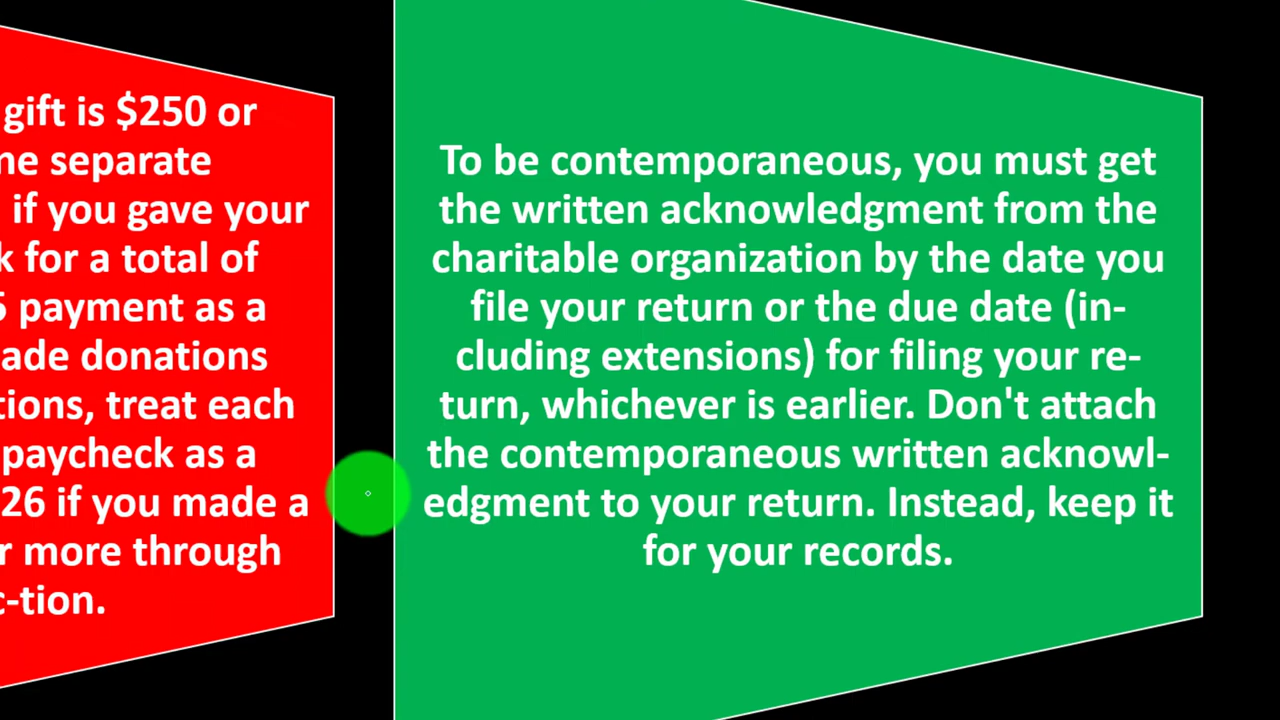 gift is $250 or
separate
if you gave your
for a total of
payment as a
donations
treat each
paycheck as a
26 if you made a
more through
To be contemporaneous, you must get
the written acknowledgment from the
charitable organization by the date you
file your return or the due date (in-
cluding extensions) for filing your re-
turn, whichever is earlier. Don't attach
the contemporaneous written acknowl-
edgment to your return. Instead, keep it
for your records.